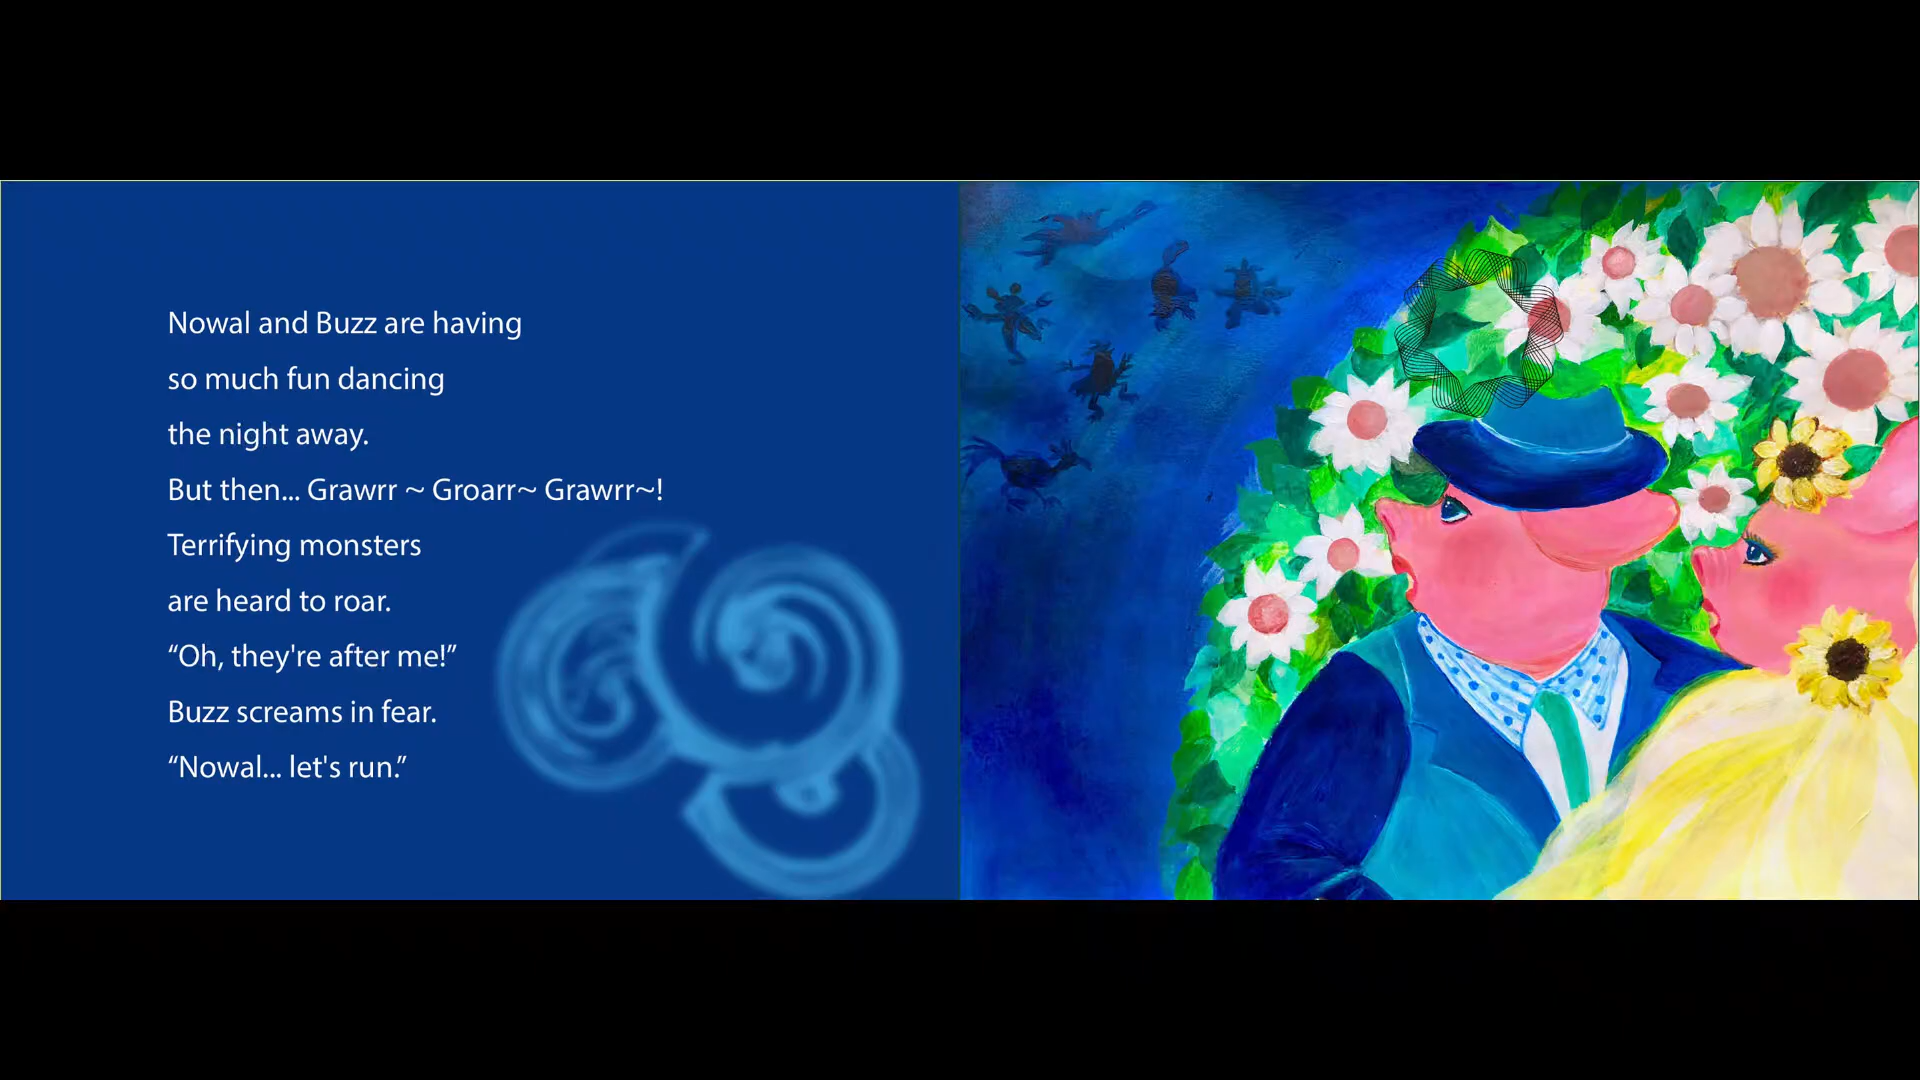 Nowal and Buzz are having
so much fun dancing
the night away.
But then... Grawrr ~ Groarr~ Grawrr~!
Terrifying monsters
are heard to roar.
“Oh, they're after me!”
Buzz screams in fear.
“Nowal... let's run.”